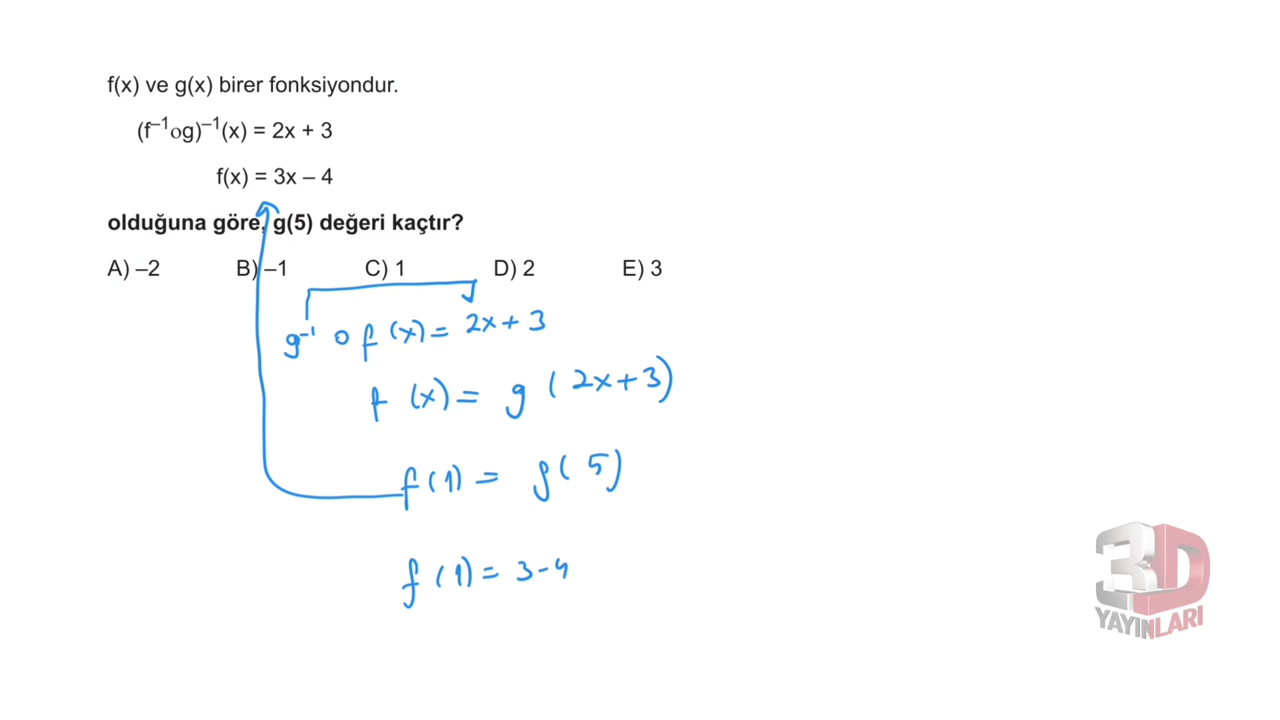 f(x) ve g(x) birer fonksiyondur.
(f⁻¹og)⁻¹(x) = 2x + 3
f(x) = 3x – 4
olduğuna göre, g(5) değeri kaçtır?
A) –2 B) –1 C) 1 D) 2 E) 3
g⁻¹ o f (x) = 2x + 3
f (x) = g (2x+3)
f(1) = g(5)
f(1) = 3-4
3D
YAYINLARI